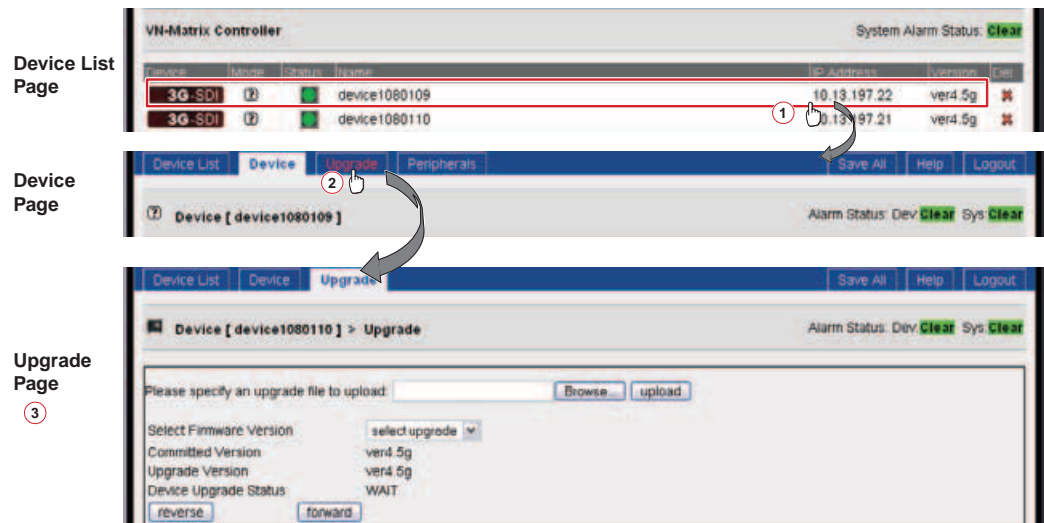 VN-Matrix Controller System Alarm Status: Clear
Device List Page
Device Mode Status Name IP Address Version Del
3G-SDI ? device1080109 10.13.197.22 ver4.5g
1
3G-SDI ? device1080110 10.13.197.21 ver4.5g
Device Page
Device List Device Upgrade Peripherals Save All Help Logout
2
? Device [ device1080109 ] Alarm Status: Dev: Clear Sys: Clear
Device List Device Upgrade Save All Help Logout
Device [ device1080110 ] > Upgrade Alarm Status: Dev: Clear Sys: Clear
Upgrade Page
3
Please specify an upgrade file to upload: Browse... upload
Select Firmware Version select upgrade
Committed Version ver4.5g
Upgrade Version ver4.5g
Device Upgrade Status WAIT
reverse forward